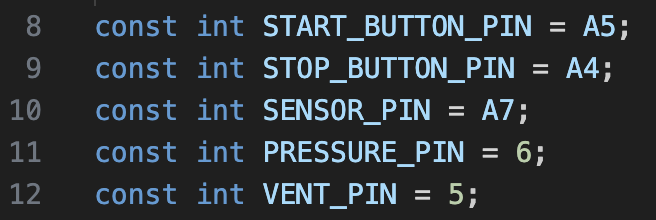 8 const int START_BUTTON_PIN = A5;
9 const int STOP_BUTTON_PIN = A4;
10 const int SENSOR_PIN = A7;
11 const int PRESSURE_PIN = 6;
12 const int VENT_PIN = 5;